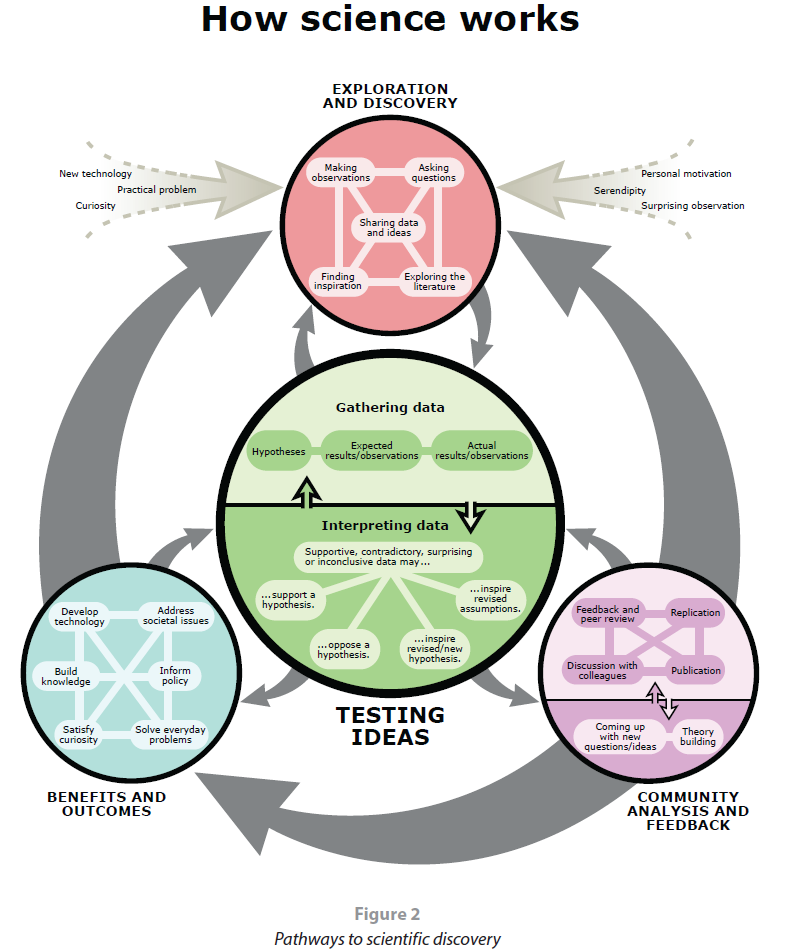 How science works
EXPLORATION
AND DISCOVERY
New technology
Practical problem
Curiosity
Personal motivation
Serendipity
Surprising observation
Making
observations
Asking
questions
Sharing data
and ideas
Finding
inspiration
Exploring the
literature
Gathering data
Hypotheses
Expected
results/observations
Actual
results/observations
Interpreting data
Supportive, contradictory, surprising
or inconclusive data may...
...support a
hypothesis.
...oppose a
hypothesis.
...inspire
revised/new
hypothesis.
...inspire
revised
assumptions.
TESTING
IDEAS
Develop
technology
Address
societal issues
Build
knowledge
Inform
policy
Satisfy
curiosity
Solve everyday
problems
BENEFITS AND
OUTCOMES
Feedback and
peer review
Replication
Discussion with
colleagues
Publication
Coming up
with new
questions/ideas
Theory
building
COMMUNITY
ANALYSIS AND
FEEDBACK
Figure 2
Pathways to scientific discovery